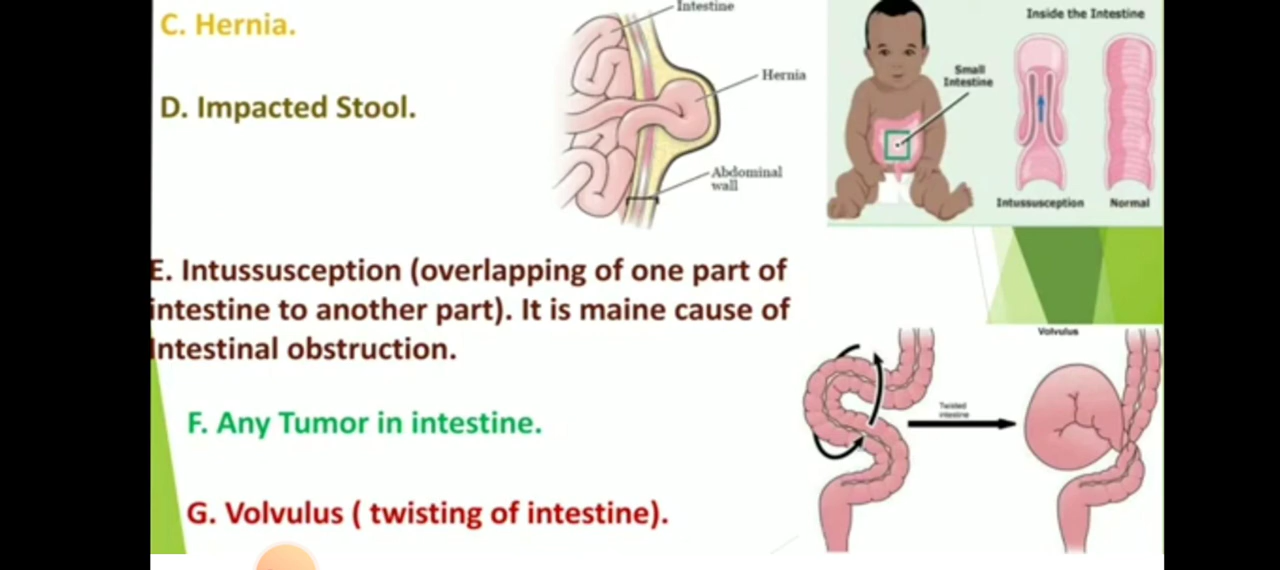 C. Hernia.
D. Impacted Stool.
Intestine
Hernia
Abdominal
wall
Inside the Intestine
Small
Intestine
Intussusception
Normal
E. Intussusception (overlapping of one part of
intestine to another part). It is maine cause of
Intestinal obstruction.
F. Any Tumor in intestine.
G. Volvulus ( twisting of intestine).
Volvulus
Twisted
intestine